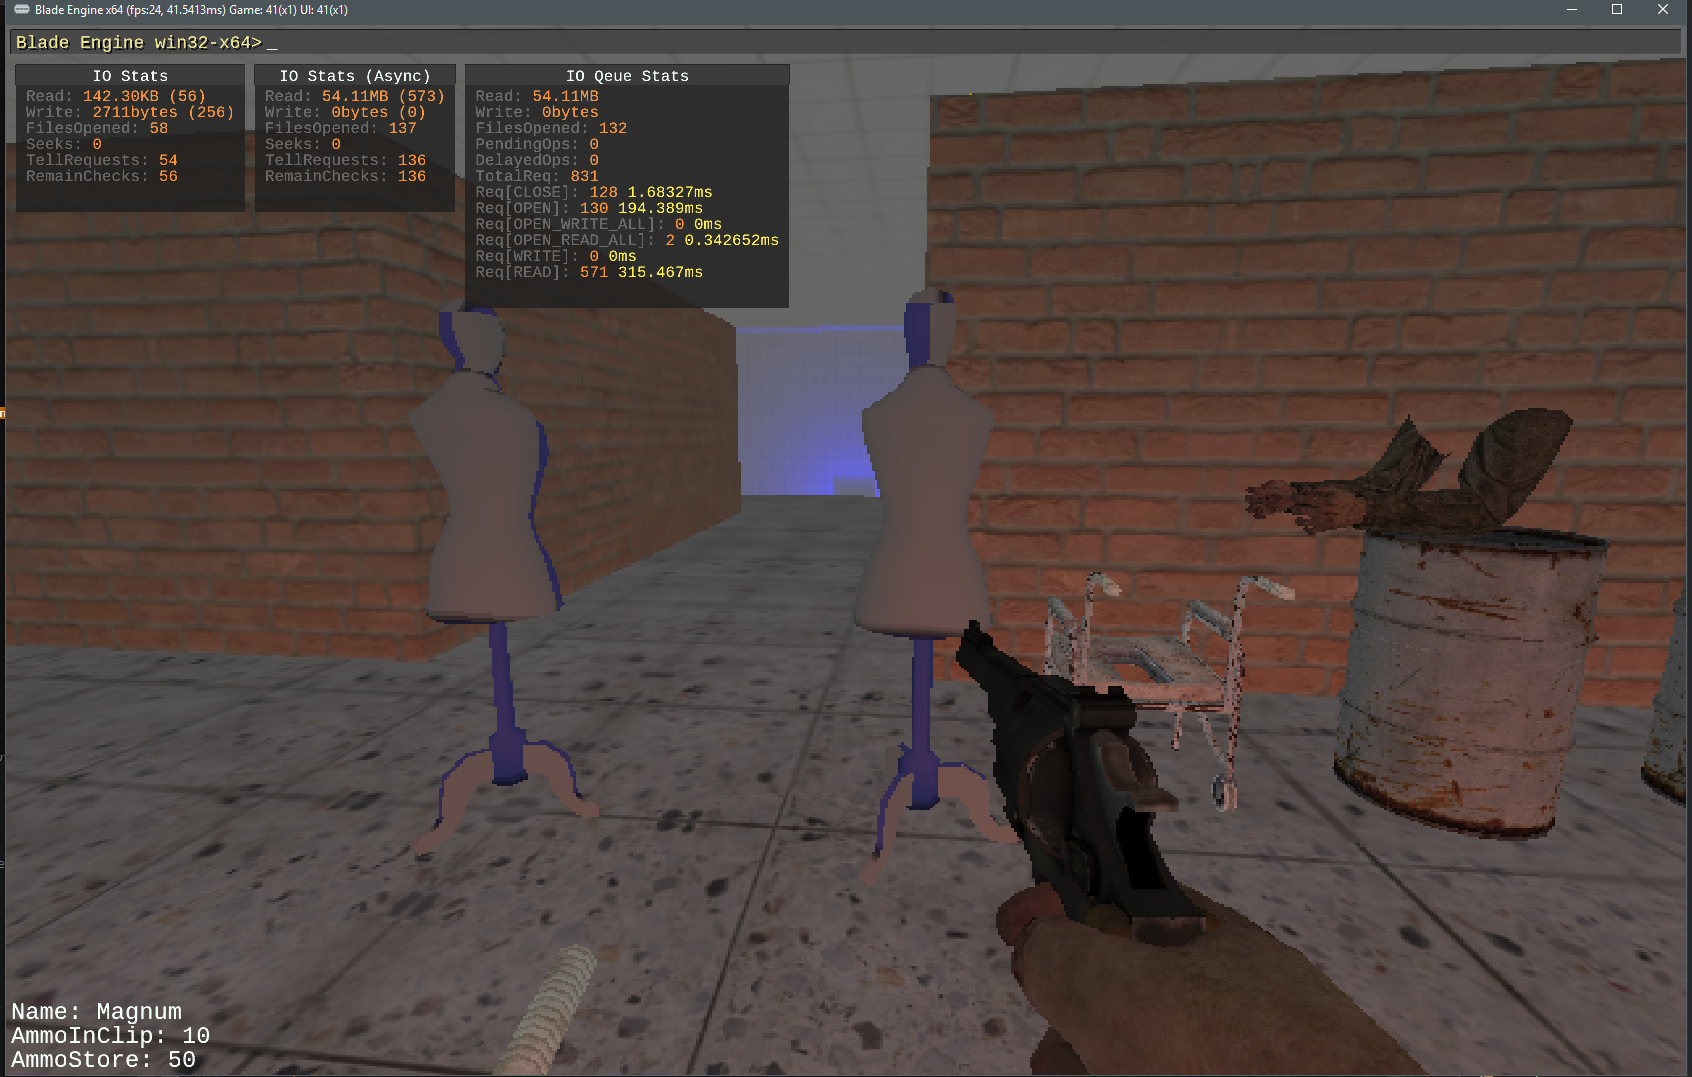 Blade Engine x64 (fps:24, 41.5413ms) Game: 41(x1) UI: 41(x1)
Blade Engine win32-x64>_
IO Stats
Read: 142.30KB (56)
Write: 2711bytes (256)
FilesOpened: 58
Seeks: 0
TellRequests: 54
RemainChecks: 56
IO Stats (Async)
Read: 54.11MB (573)
Write: 0bytes (0)
FilesOpened: 137
Seeks: 0
TellRequests: 136
RemainChecks: 136
IO Qeue Stats
Read: 54.11MB
Write: 0bytes
FilesOpened: 132
PendingOps: 0
DelayedOps: 0
TotalReq: 831
Req[CLOSE]: 128 1.68327ms
Req[OPEN]: 130 194.389ms
Req[OPEN_WRITE_ALL]: 0 0ms
Req[OPEN_READ_ALL]: 2 0.342652ms
Req[WRITE]: 0 0ms
Req[READ]: 571 315.467ms
Name: Magnum
AmmoInClip: 10
AmmoStore: 50